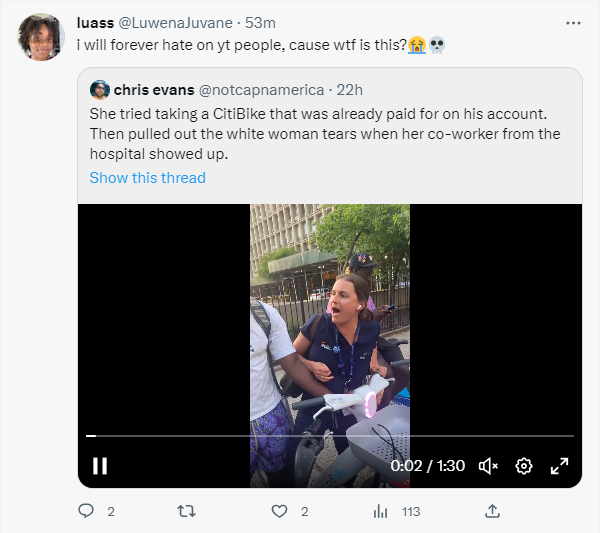 luass @LuwenaJuvane · 53m
i will forever hate on yt people, cause wtf is this?😭💀
chris evans @notcapnamerica · 22h
She tried taking a CitiBike that was already paid for on his account.
Then pulled out the white woman tears when her co-worker from the
hospital showed up.
Show this thread
0:02 / 1:30
2 2 113